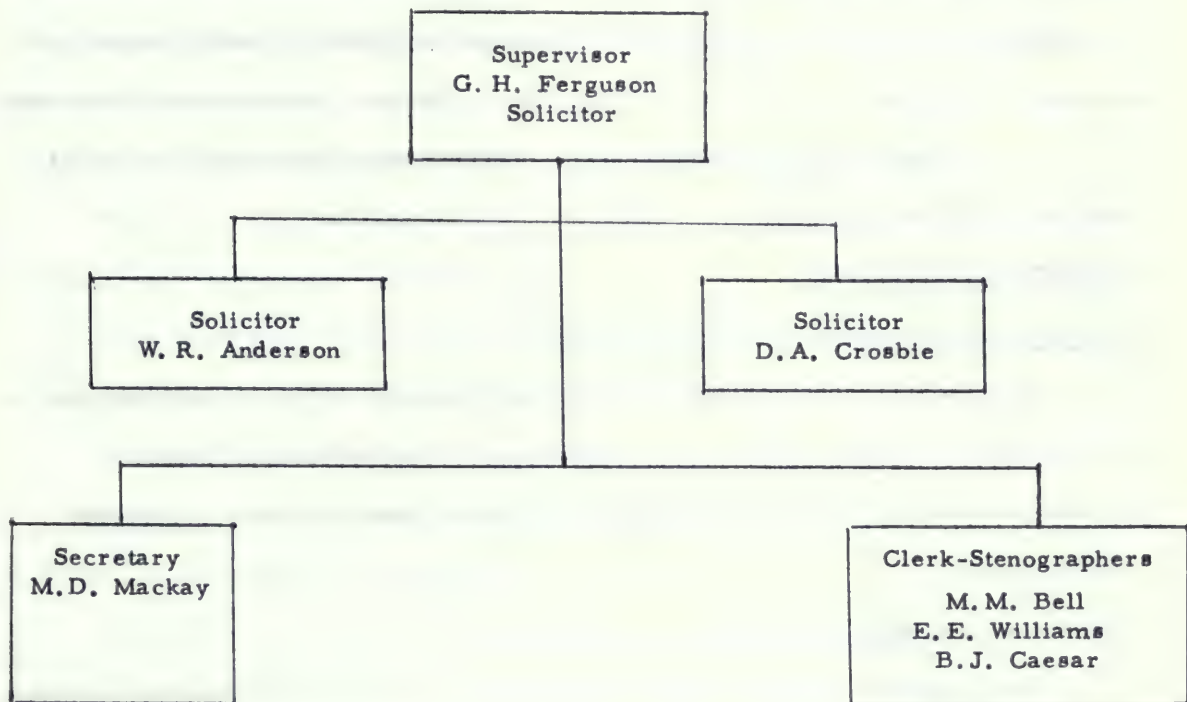 Supervisor
G. H. Ferguson
Solicitor
Solicitor
W. R. Anderson
Solicitor
D. A. Crosbie
Secretary
M.D. Mackay
Clerk-Stenographers
M. M. Bell
E. E. Williams
B. J. Caesar